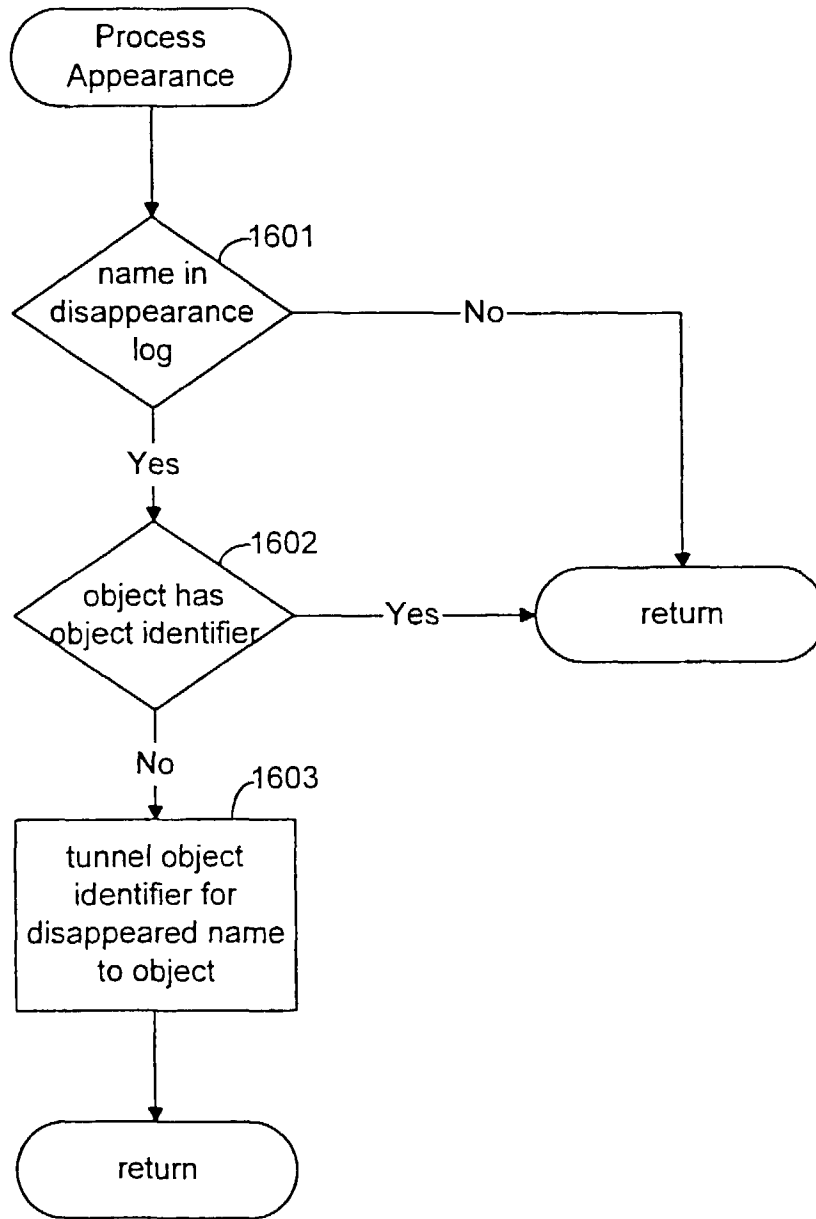 Process
Appearance
1601
name in
disappearance
log
No
Yes
1602
object has
object identifier
Yes
return
No
1603
tunnel object
identifier for
disappeared name
to object
return